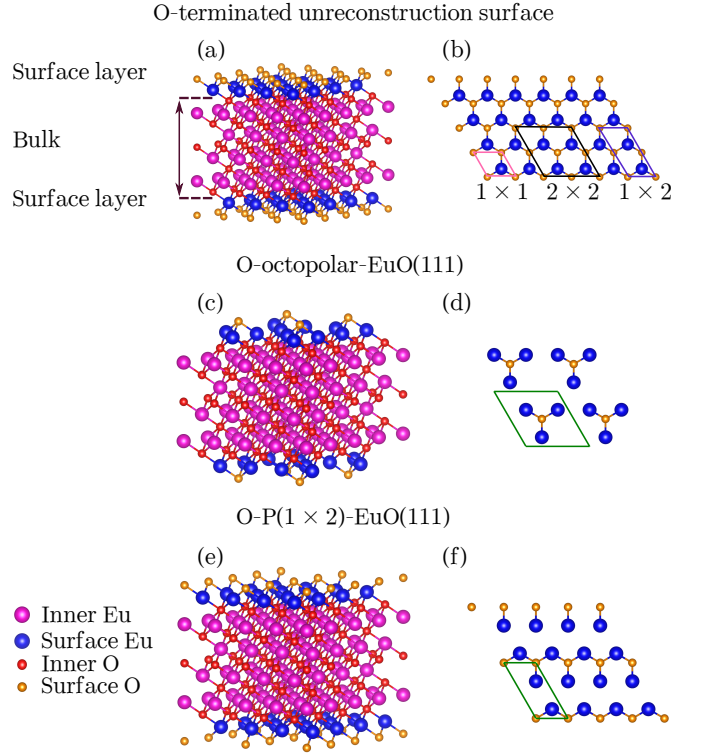 O-terminated unreconstruction surface
(a)
(b)
Surface layer
Bulk
Surface layer
1 × 1
2 × 2
1 × 2
O-octopolar-EuO(111)
(c)
(d)
O-P(1 × 2)-EuO(111)
(e)
(f)
Inner Eu
Surface Eu
Inner O
Surface O